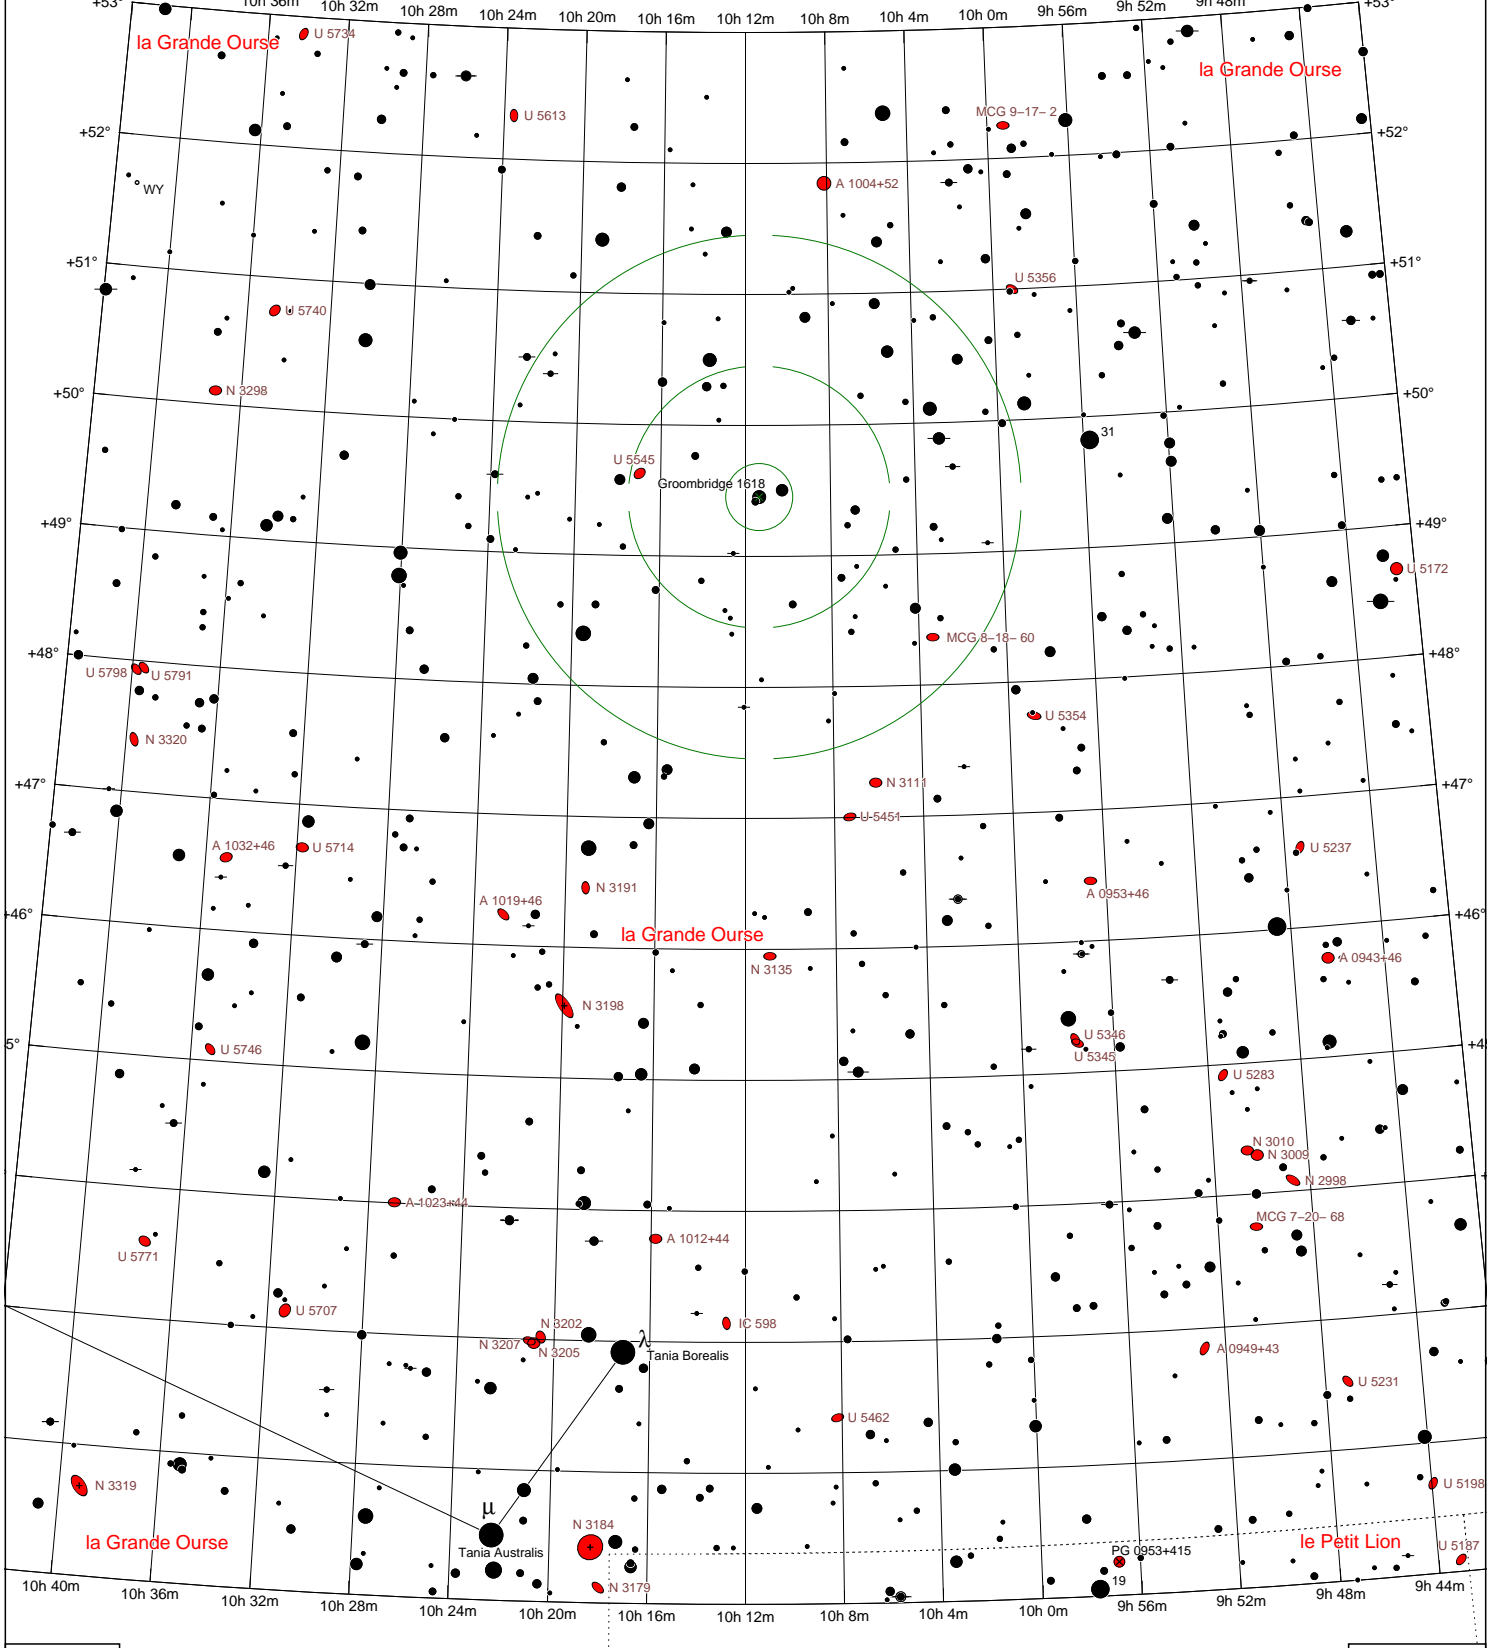 +53°
10h 36m
10h 32m
10h 28m
10h 24m
10h 20m
10h 16m
10h 12m
10h 8m
10h 4m
10h 0m
9h 56m
9h 52m
9h 48m
+53°
U 5734
la Grande Ourse
la Grande Ourse
U 5613
MCG 9–17– 2
+52°
+52°
WY
A 1004+52
+51°
+51°
U 5356
U 5740
N 3298
+50°
+50°
31
U 5545
Groombridge 1618
+49°
+49°
U 5172
MCG 8–18– 60
+48°
+48°
U 5798
U 5791
U 5354
N 3320
N 3111
+47°
+47°
U 5451
A 1032+46
U 5714
U 5237
N 3191
A 0953+46
A 1019+46
+46°
+46°
la Grande Ourse
A 0943+46
N 3135
N 3198
U 5346
5°
+4
U 5746
U 5345
U 5283
N 3010
N 3009
N 2998
A 1023+44
MCG 7–20– 68
A 1012+44
U 5771
U 5707
N 3202
IC 598
N 3207
N 3205
λ
Tania Borealis
A 0949+43
U 5231
U 5462
N 3319
U 5198
μ
N 3184
la Grande Ourse
Tania Australis
le Petit Lion
PG 0953+415
U 5187
19
N 3179
10h 40m
10h 36m
10h 32m
10h 28m
10h 24m
10h 20m
10h 16m
10h 12m
10h 8m
10h 4m
10h 0m
9h 56m
9h 52m
9h 48m
9h 44m